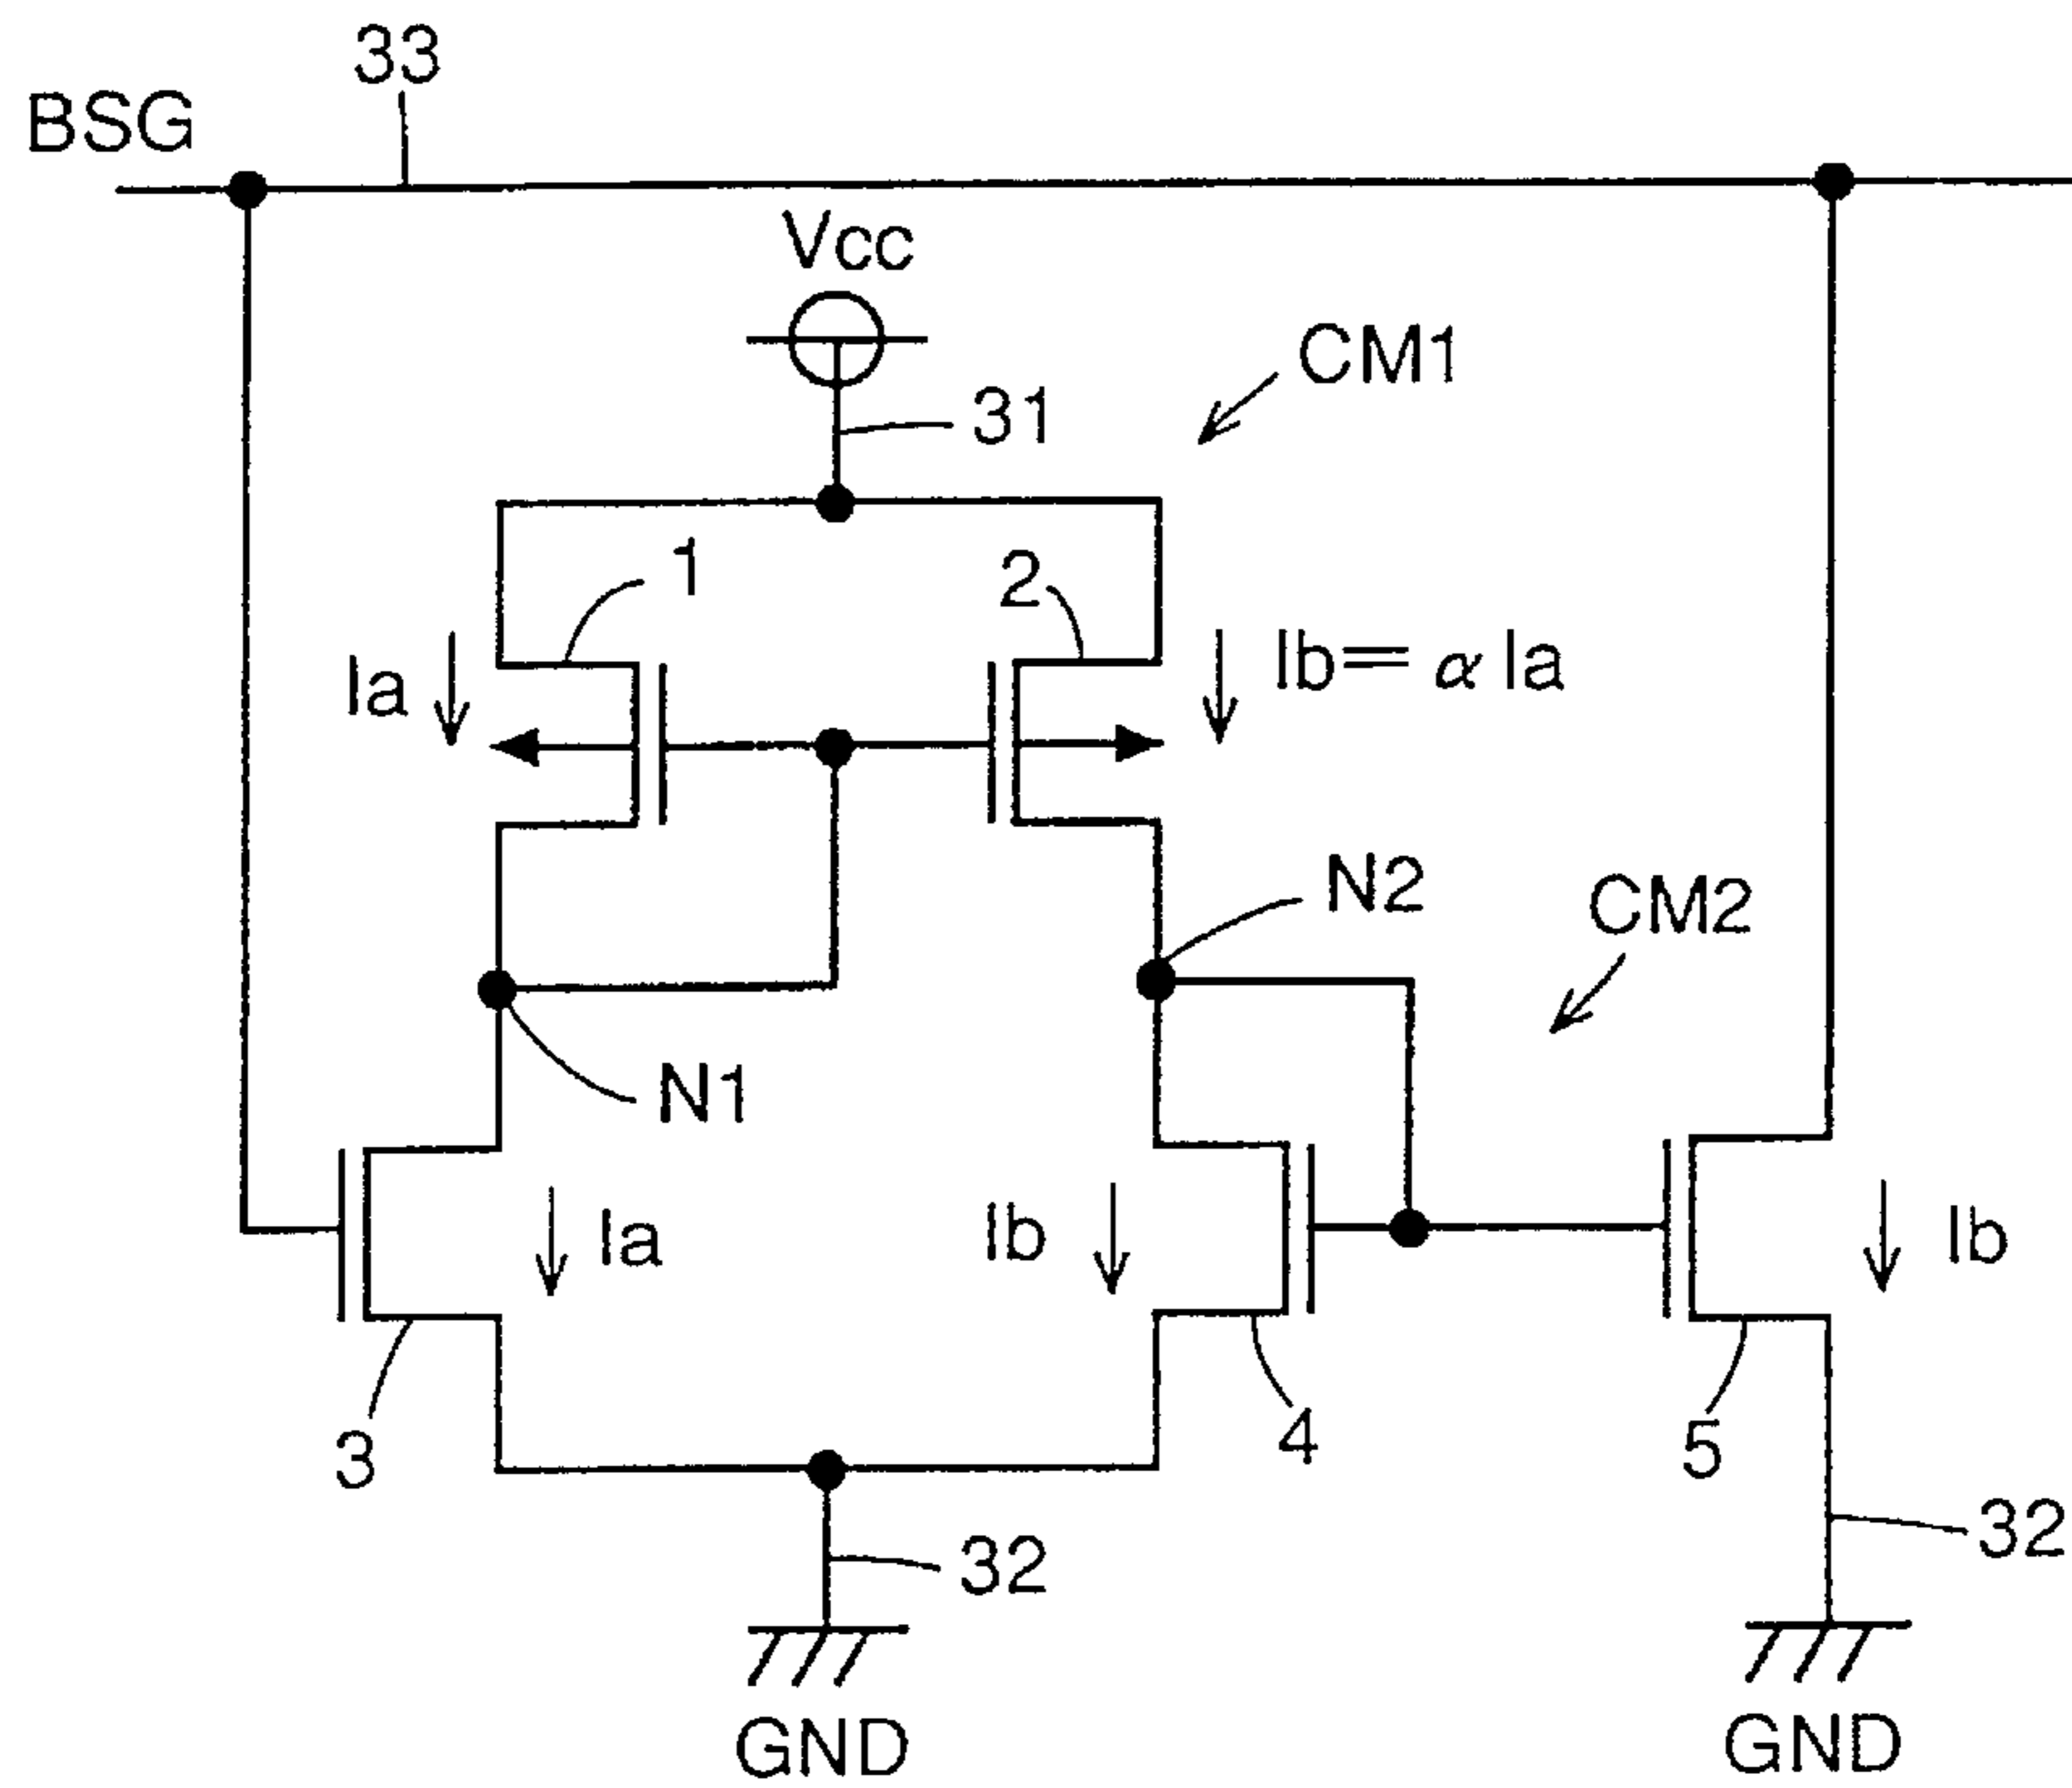 33
BSG
Vcc
CM1
31
1
2
Ia
Ib=αIa
N2
CM2
N1
Ia
Ib
Ib
3
4
5
32
32
GND
GND